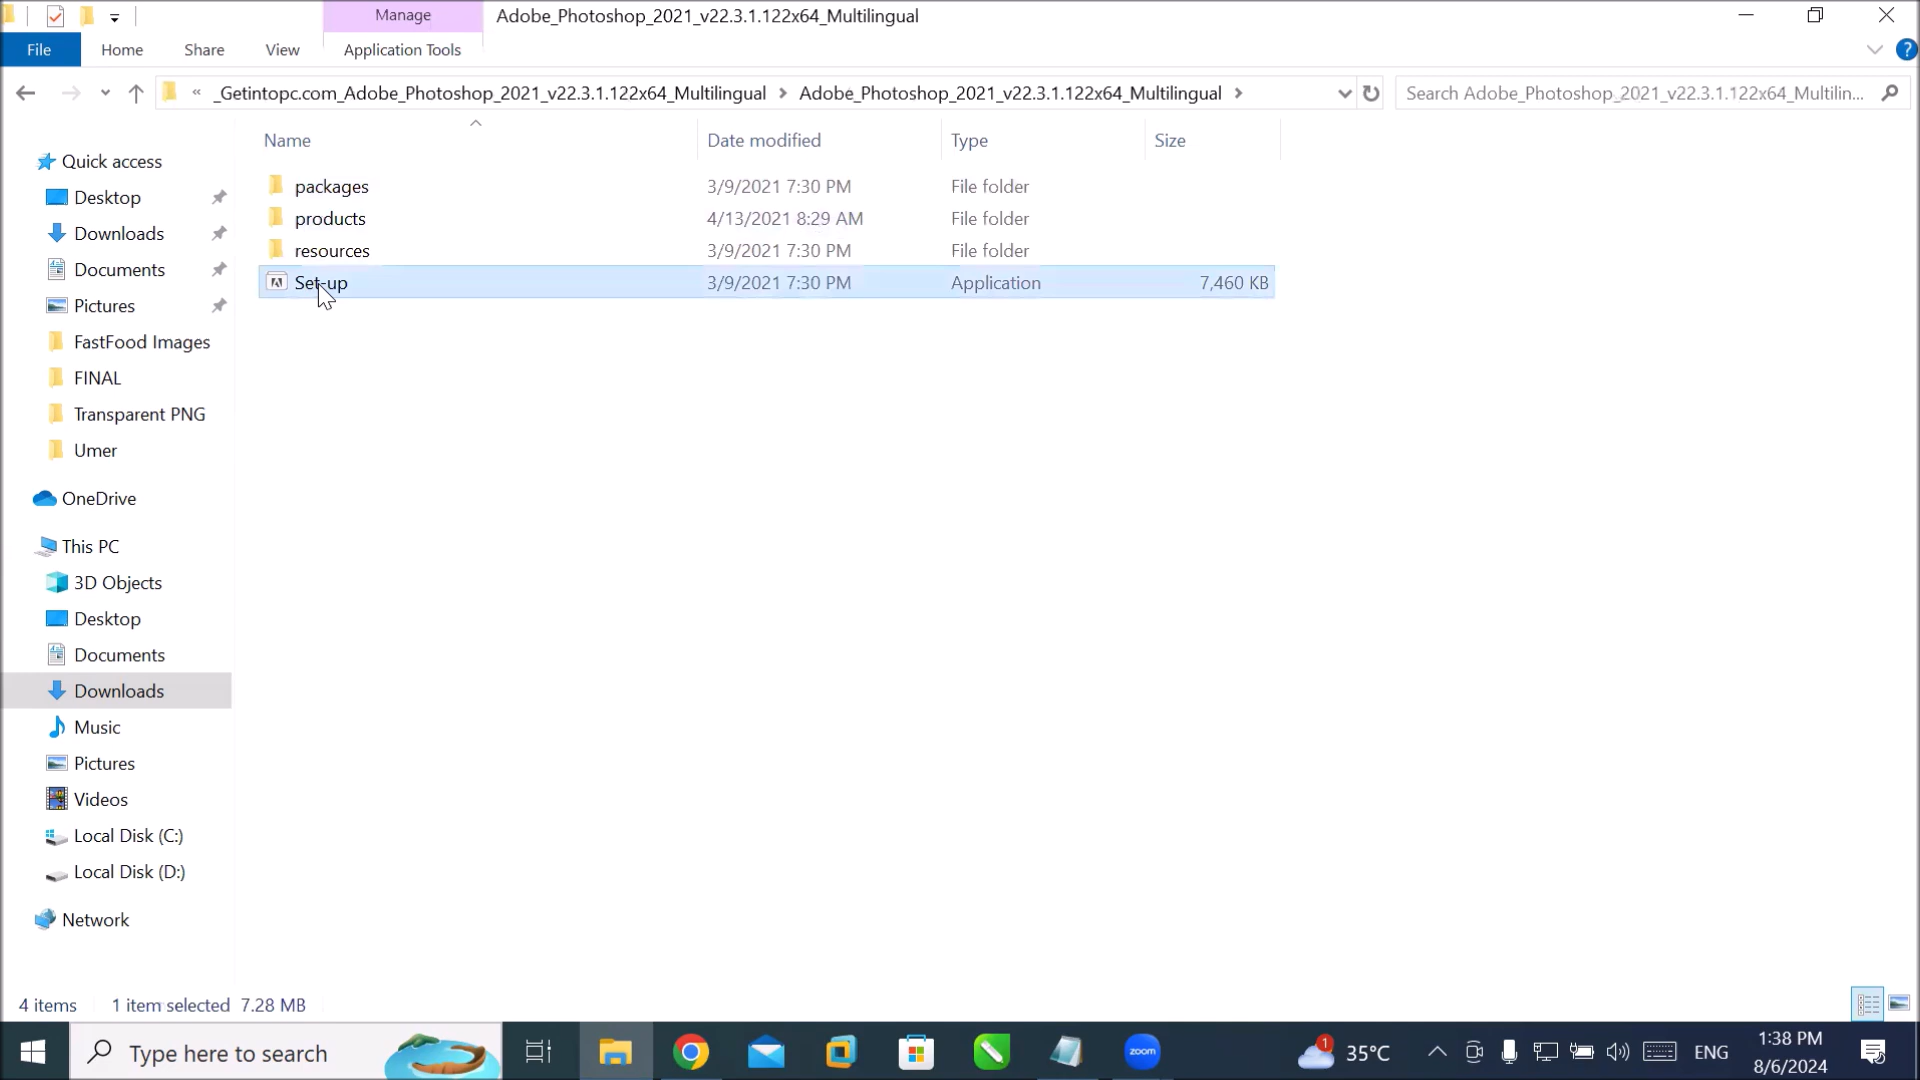 Manage
Adobe_Photoshop_2021_v22.3.1.122x64_Multilingual
File
Home
Share
View
Application Tools
?
« _Getintopc.com_Adobe_Photoshop_2021_v22.3.1.122x64_Multilingual > Adobe_Photoshop_2021_v22.3.1.122x64_Multilingual >
Search Adobe_Photoshop_2021_v22.3.1.122x64_Multilin...
Name
Date modified
Type
Size
packages 3/9/2021 7:30 PM File folder
products 4/13/2021 8:29 AM File folder
resources 3/9/2021 7:30 PM File folder
Set-up 3/9/2021 7:30 PM Application 7,460 KB
Quick access
Desktop
Downloads
Documents
Pictures
FastFood Images
FINAL
Transparent PNG
Umer
OneDrive
This PC
3D Objects
Desktop
Documents
Downloads
Music
Pictures
Videos
Local Disk (C:)
Local Disk (D:)
Network
4 items
1 item selected 7.28 MB
Type here to search
zoom
1
35°C
ENG
1:38 PM
8/6/2024